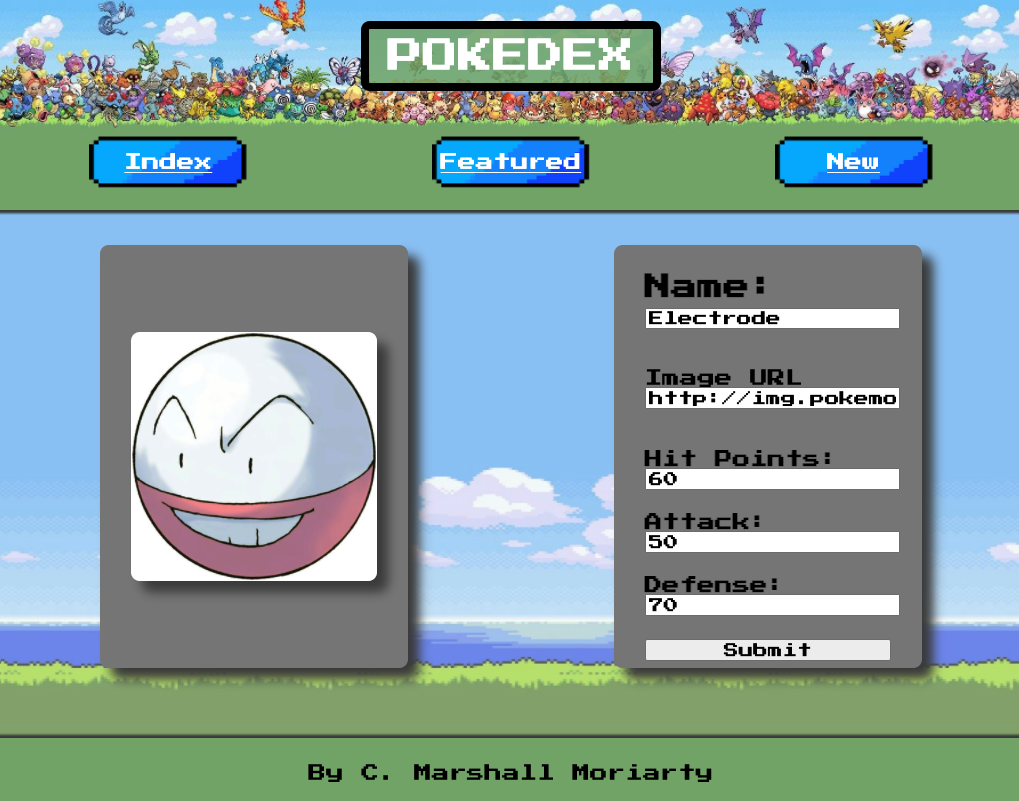 POKEDEX
Index
Featured
New
Name:
Electrode
Image URL
http://img.pokemo
Hit Points:
60
Attack:
50
Defense:
70
Submit
By C. Marshall Moriarty